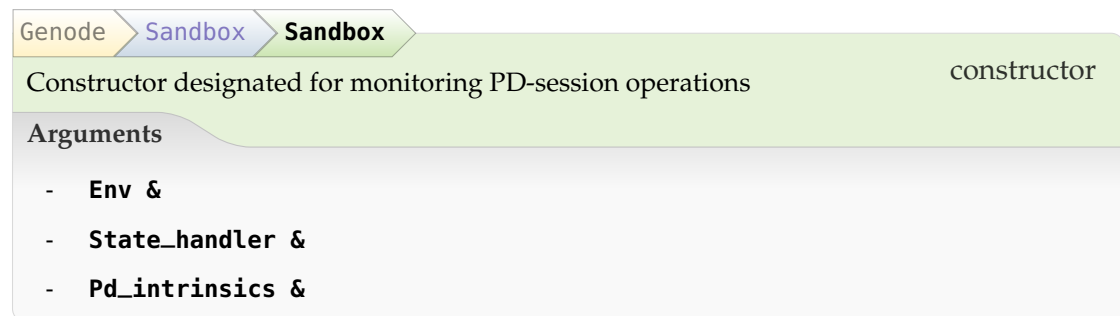 Genode Sandbox Sandbox
Constructor designated for monitoring PD-session operations constructor
Arguments
- Env &
- State_handler &
- Pd_intrinsics &